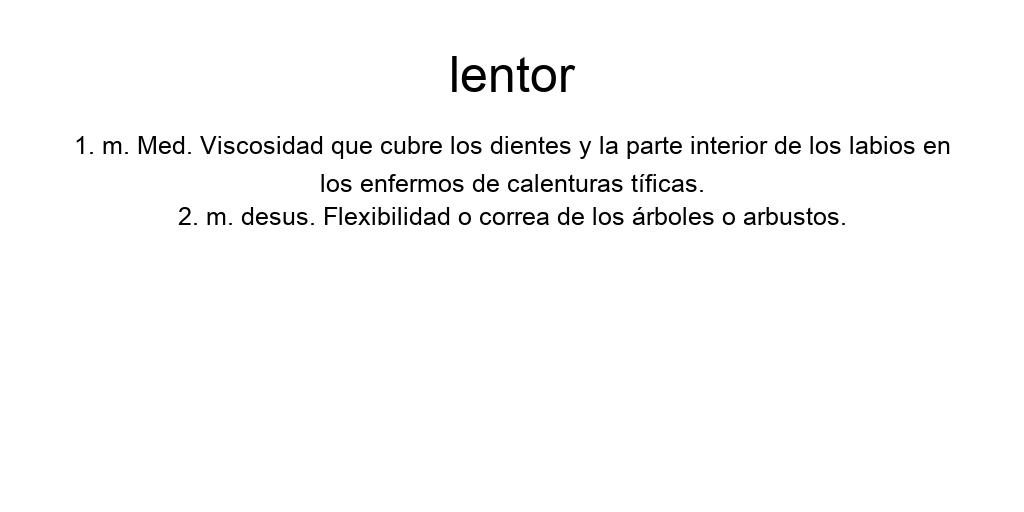 lentor
1. m. Med. Viscosidad que cubre los dientes y la parte interior de los labios en
los enfermos de calenturas tíficas.
2. m. desus. Flexibilidad o correa de los árboles o arbustos.